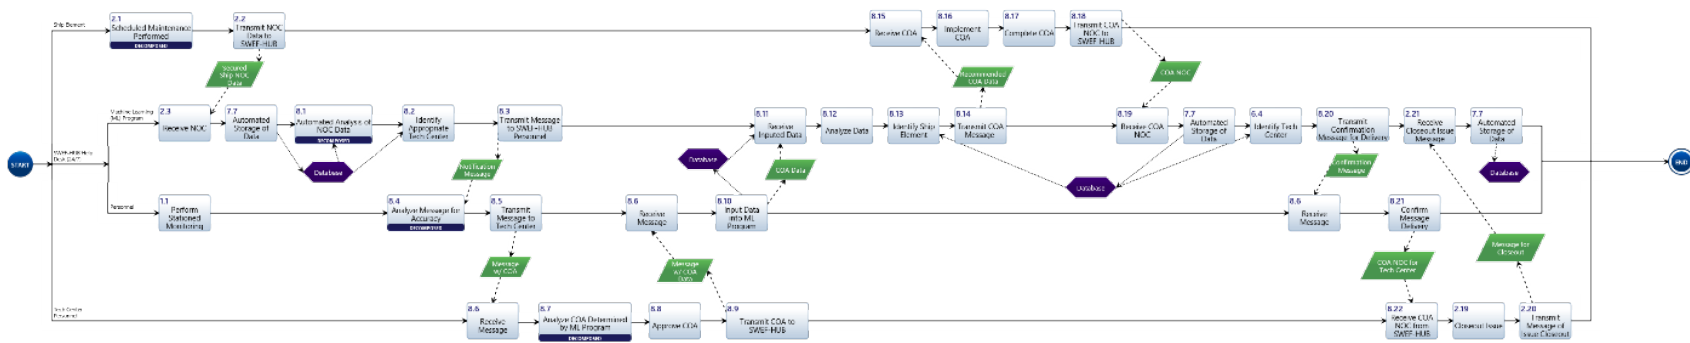 Ship Element
2.1
Scheduled Maintenance
Performed
DECOMPOSED
2.2
Transmit NOC
Data to
SWEF-HUB
8.15
Receive COA
8.16
Implement
COA
8.17
Complete COA
8.18
Transmit COA
NOC to
SWEF-HUB
Secured
Ship NOC
Data
Recommended
COA Data
COA NOC
Machine Learning
(ML) Program
2.3
Receive NOC
7.7
Automated
Storage of
Data
8.1
Automated Analysis of
NOC Data
DECOMPOSED
8.2
Identify
Appropriate
Tech Center
8.3
Transmit Message
to SWEF-HUB
Personnel
8.11
Receive
Inputed Data
8.12
Analyze Data
8.13
Identify Ship
Element
8.14
Transmit COA
Message
8.19
Receive COA
NOC
7.7
Automated
Storage of
Data
6.4
Identify Tech
Center
8.20
Transmit
Confirmation
Message for Delivery
2.21
Receive
Closeout Issue
Message
7.7
Automated
Storage of
Data
START
SWEF-HUB Help
Desk (24/7)
Database
Notification
Message
Database
COA Data
Database
Confirmation
Message
Database
END
Personnel
1.1
Perform
Stationed
Monitoring
8.4
Analyze Message for
Accuracy
DECOMPOSED
8.5
Transmit
Message to
Tech Center
8.6
Receive
Message
8.10
Input Data
into ML
Program
8.6
Receive
Message
8.21
Confirm
Message
Delivery
Message
w/ COA
Message
w/ COA
Data
COA NOC for
Tech Center
Message for
Closeout
Tech Center
Personnel
8.6
Receive
Message
8.7
Analyze COA Determined
by ML Program
DECOMPOSED
8.8
Approve COA
8.9
Transmit COA to
SWEF-HUB
8.22
Receive COA
NOC from
SWEF-HUB
2.19
Closeout Issue
2.20
Transmit
Message of
Issue Closeout